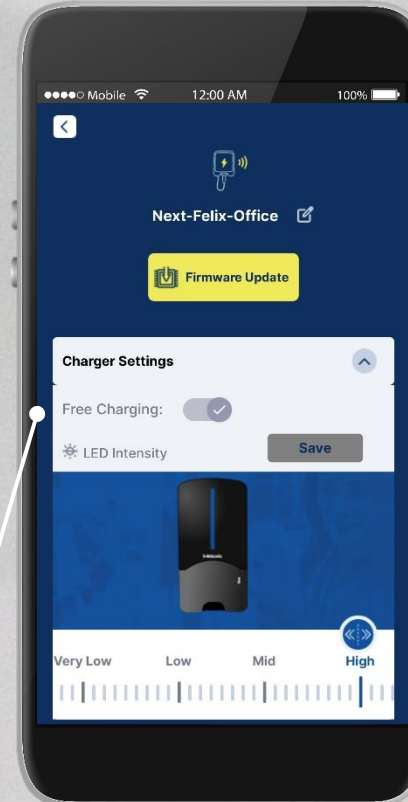 Mobile 12:00 AM 100%
Next-Felix-Office
Firmware Update
Charger Settings
Free Charging:
LED Intensity Save
Very Low Low Mid High